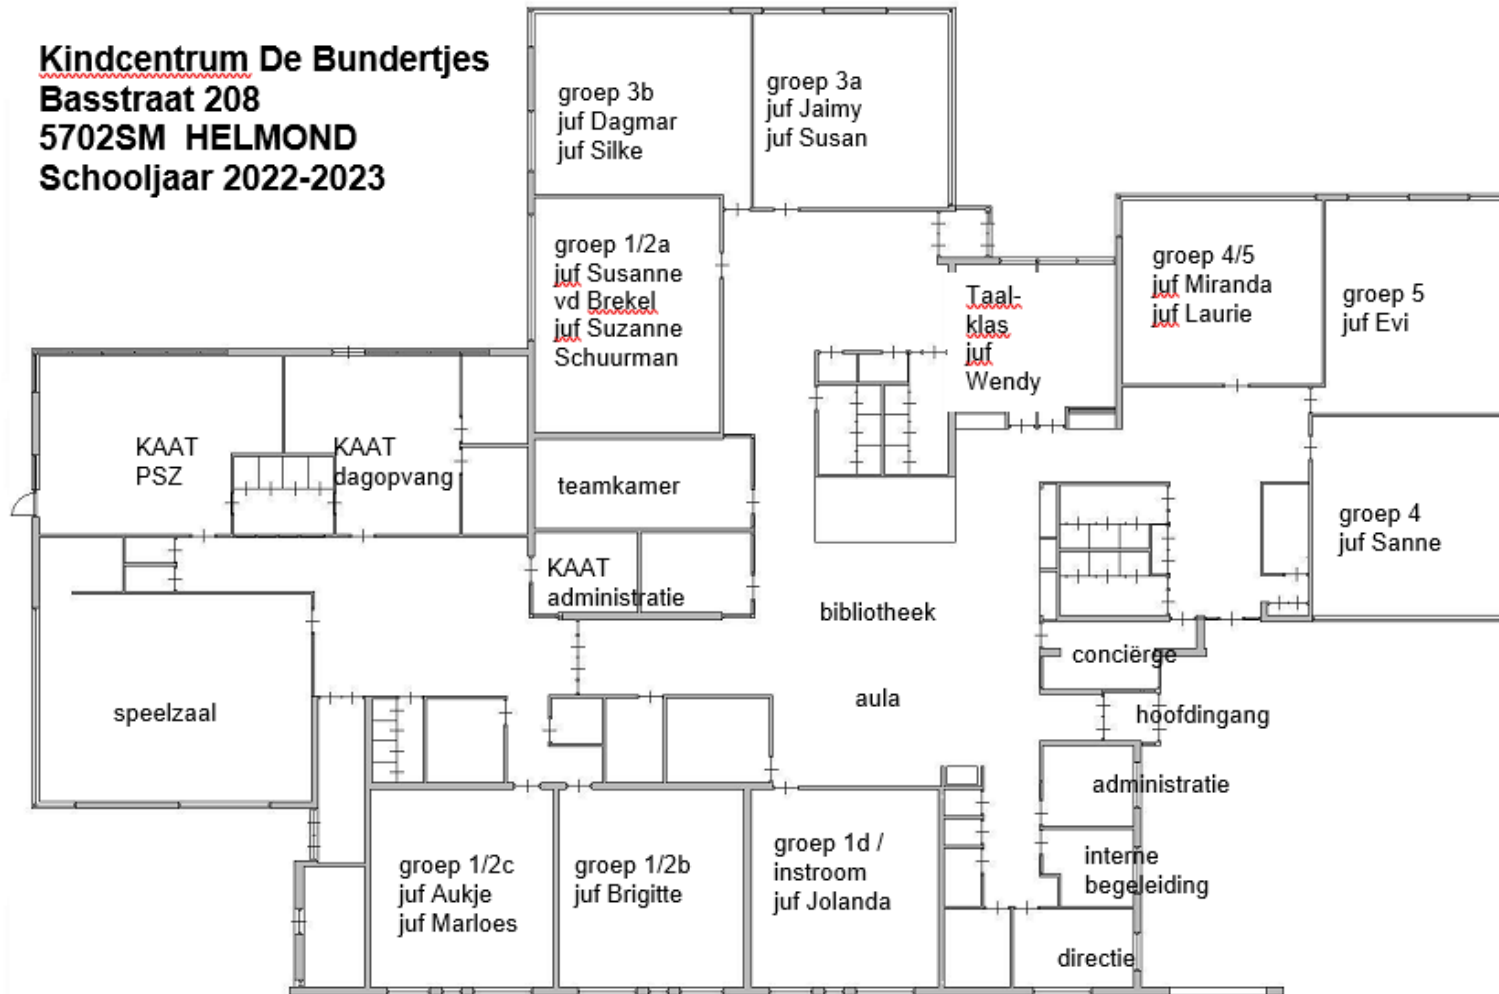 Kindcentrum De Bundertjes
Basstraat 208
5702SM  HELMOND
Schooljaar 2022-2023
groep 3b
juf Dagmar
juf Silke
groep 3a
juf Jaimy
juf Susan
groep 1/2a
juf Susanne
vd Brekel
juf Suzanne
Schuurman
Taal-
klas
juf
Wendy
groep 4/5
juf Miranda
juf Laurie
groep 5
juf Evi
KAAT
PSZ
KAAT
dagopvang
teamkamer
groep 4
juf Sanne
KAAT
administratie
bibliotheek
conciërge
aula
hoofdingang
speelzaal
administratie
groep 1/2c
juf Aukje
juf Marloes
groep 1/2b
juf Brigitte
groep 1d /
instroom
juf Jolanda
interne
begeleiding
directie